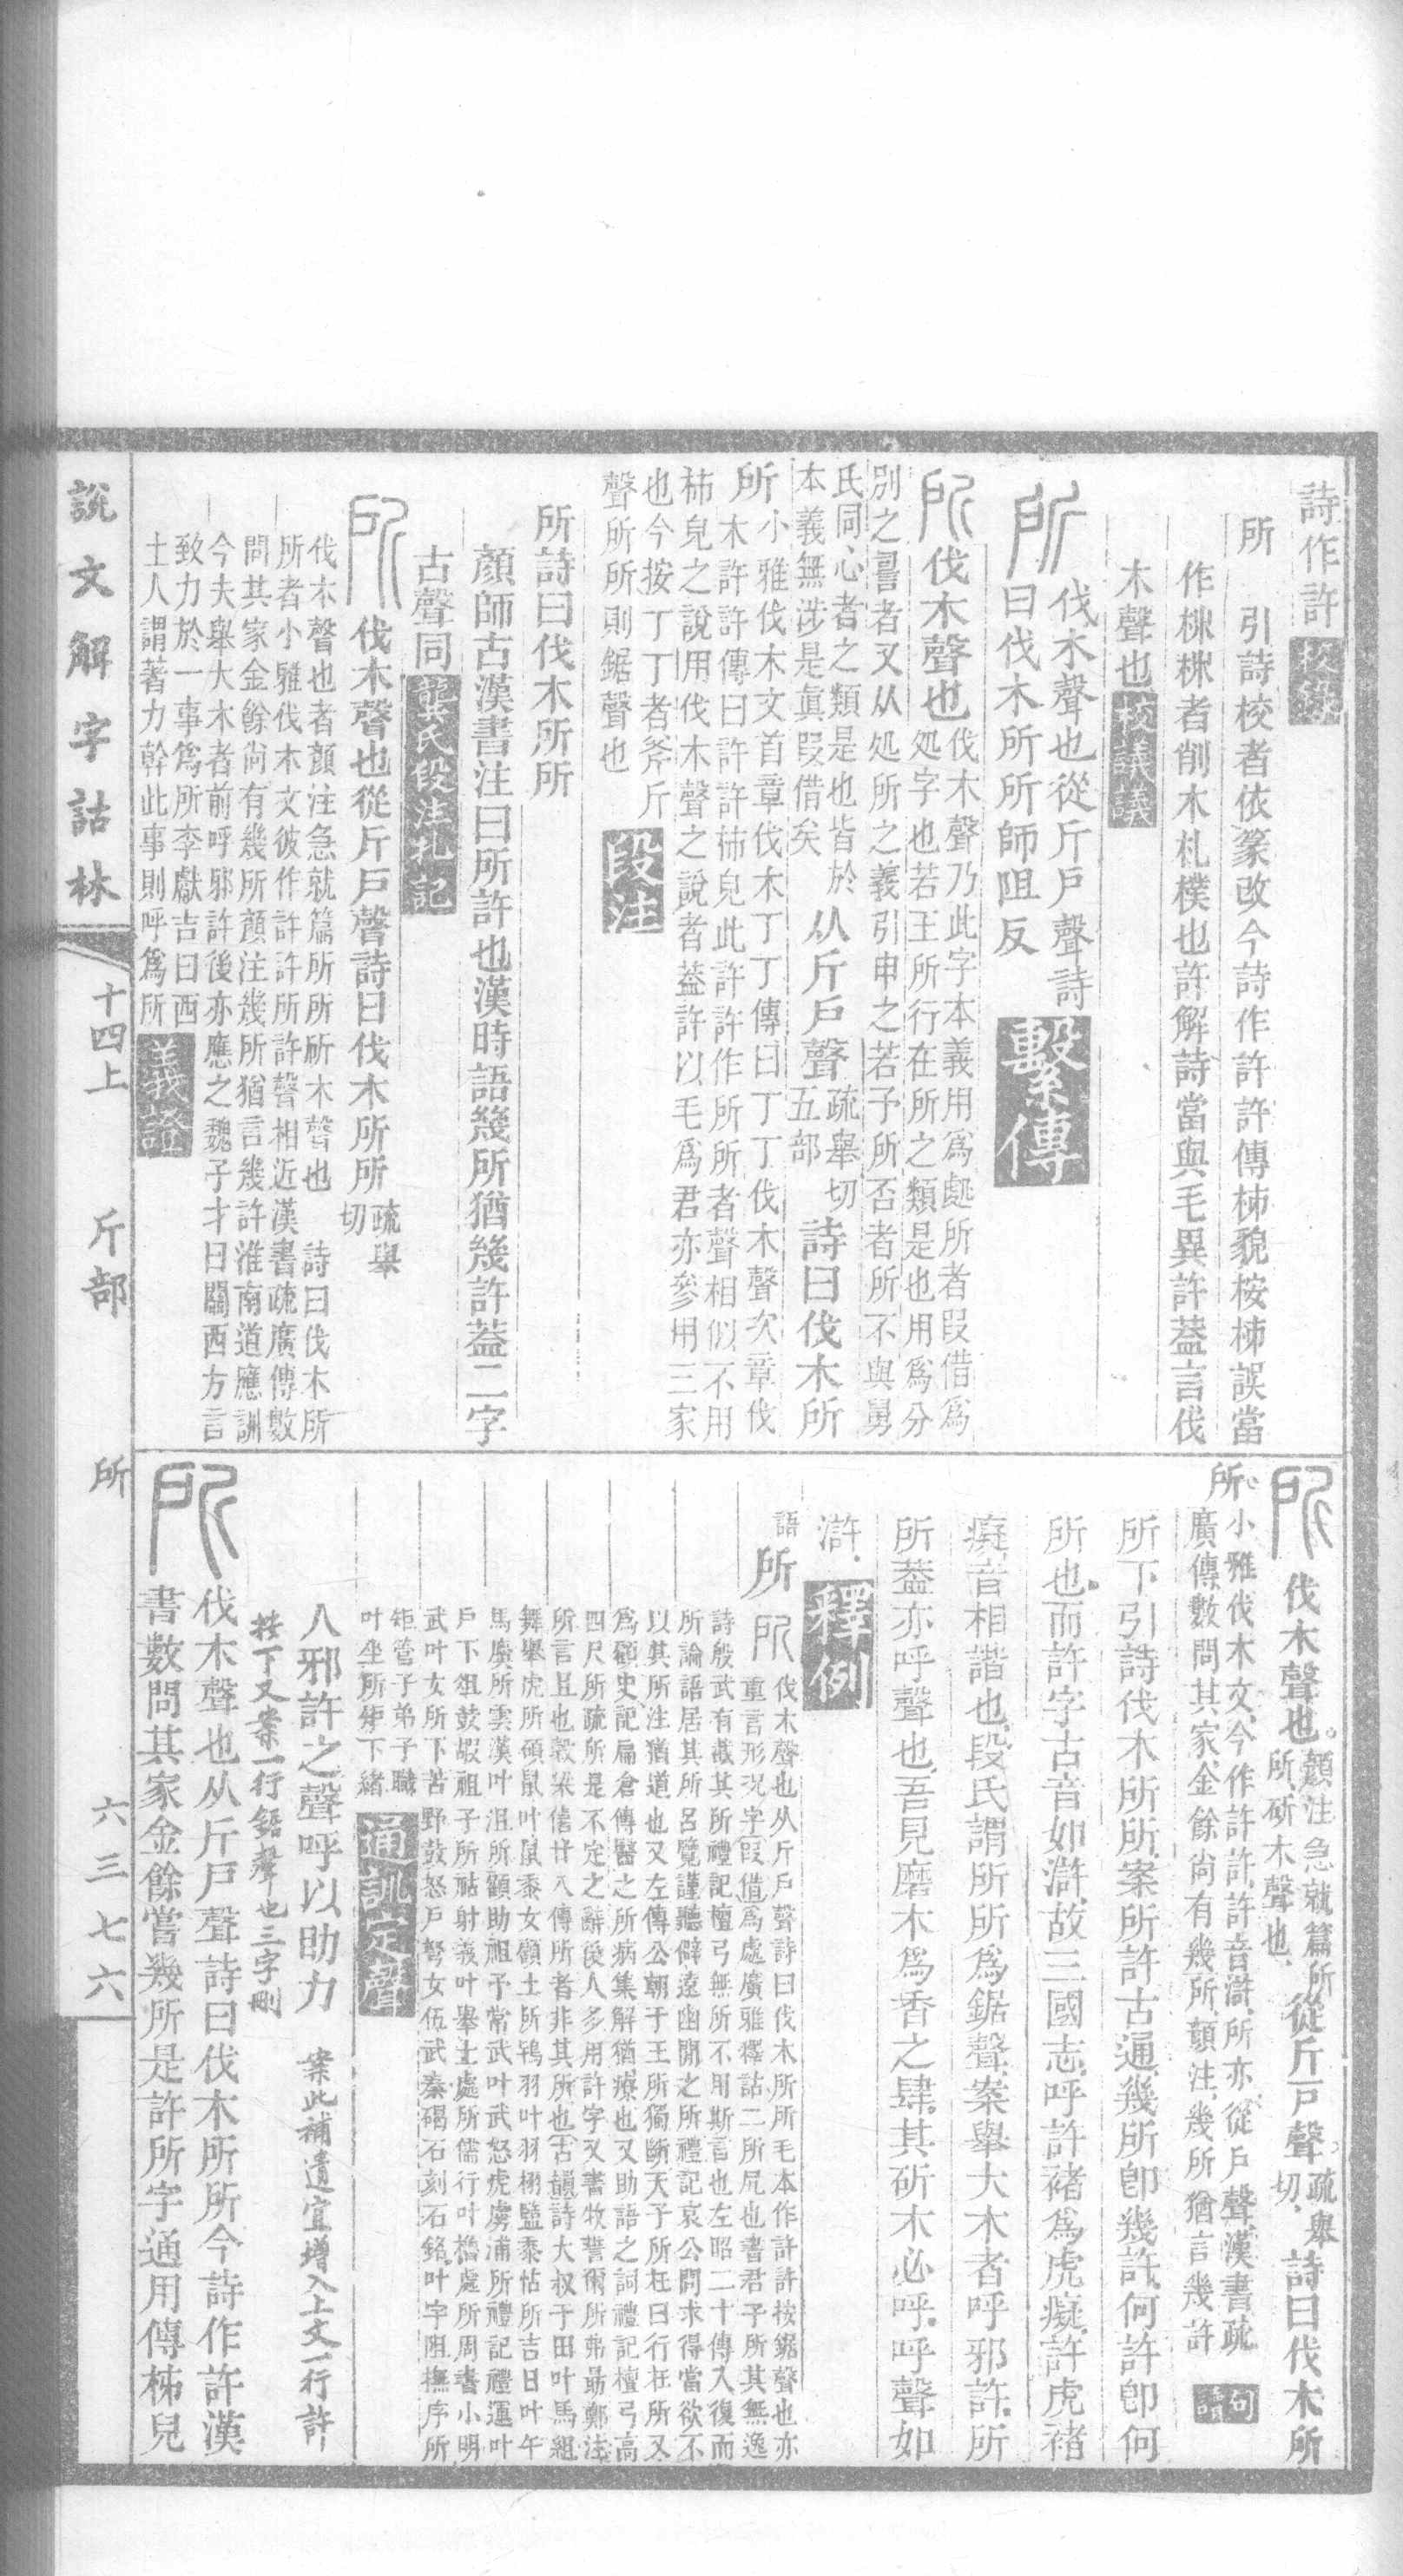 詩作許校錄
所 引詩校者依篆改今詩作許許傳柹貌桉柹誤當
作㭊㭊者削木札樸也許解詩當與毛異許葢言伐
木聲也校議議
所 伐木聲也從斤戶聲詩
曰伐木所所師阻反 繫傳
所 伐木聲也伐木聲乃此字本義用爲處所者叚借爲
処字也若王所行在所之類是也用爲分
別之䛐者又从処所之義引申之若予所否者所不與舅
氏同心者之類是也皆於
本義無涉是眞叚借矣 从斤戶聲疏舉切五部 詩曰伐木所
所小雅伐木文首章伐木丁丁傳曰丁丁伐木聲次章伐
木許許傳曰許許柹皃此許許作所所者聲相似不用
柹皃之說用伐木聲之說者葢許以毛爲君亦參用三家
也今按丁丁者斧斤
聲所所則鋸聲也 段注
所詩曰伐木所所
顏師古漢書注曰所許也漢時語幾所猶幾許葢二字
古聲同龔氏段注札記
所 伐木聲也從斤戶聲詩曰伐木所所疏舉切
伐木聲也者顏注急就篇所所斫木聲也 詩曰伐木所
所者小雅伐木文彼作許許所許聲相近漢書疏廣傳數
問其家金餘尚有幾所顏注幾所猶言幾許淮南道應訓
今夫舉大木者前呼邪許後亦應之魏子才曰關西方言
致力於一事爲所李獻吉曰西
土人謂著力幹此事則呼爲所 義證
所 伐木聲也顏注急就篇所所斫木聲也從斤戶聲疏舉切詩曰伐木所
所小雅伐木文今作許許許音滸所亦從戶聲漢書疏
廣傳數問其家金餘尚有幾所顏注幾所猶言幾許 句讀
所下引詩伐木所所案所許古通幾所卽幾許何許卽何
所也而許字古音如滸故三國志呼許褚爲虎癡許虎褚
癡音相諧也段氏謂所所爲鋸聲案舉大木者呼邪許所
所葢亦呼聲也吾見磨木爲香之肆其斫木必呼呼聲如
滸釋例
語所 所 伐木聲也从斤戶聲詩曰伐木所所毛本作許許按鋸聲也亦
重言形況字叚借爲處廣雅釋詁二所凥也書君子所其無逸
詩殷武有截其所禮記檀弓無所不用斯言也左昭二十傳入復而
所論語居其所呂覽謹聽僻遠幽閒之所禮記哀公問求得當欲不
以其所注猶道也又左傳公朝于王所獨斷天子所在曰行在所又
爲顧史記扁倉傳醫之所病集解猶療也又助語之詞禮記檀弓高
四尺所疏所是不定之辭後人多用許字又書牧誓爾所弗勗鄭注
所言且也榖梁僖廿八傳所者非其所也古韻詩大叔于田叶馬組
舞舉虎所碩鼠叶鼠黍女顧土所鴇羽叶羽栩盬黍怙所吉日叶午
馬麌所雲漢叶沮所顧助祖予常武叶武怒虎虜浦所禮記禮運叶
戶下俎鼓嘏祖子所祜射義叶舉士處所儒行叶檐處所周書小明
武叶女所下苦野鼓怒戶弩女伍武秦碣石刻石銘叶字阻撫序所
矩管子弟子職
叶坐所矩下緒 通訓定聲
人邪許之聲呼以助力 案此補遺宜增入上文一行許
按丁又案一行鋸聲也三字刪
所 伐木聲也从斤戶聲詩曰伐木所所今詩作許漢
書數問其家金餘嘗幾所是許所字通用傳柹皃
說文解字詁林
十四上 斤部 所 六三七六